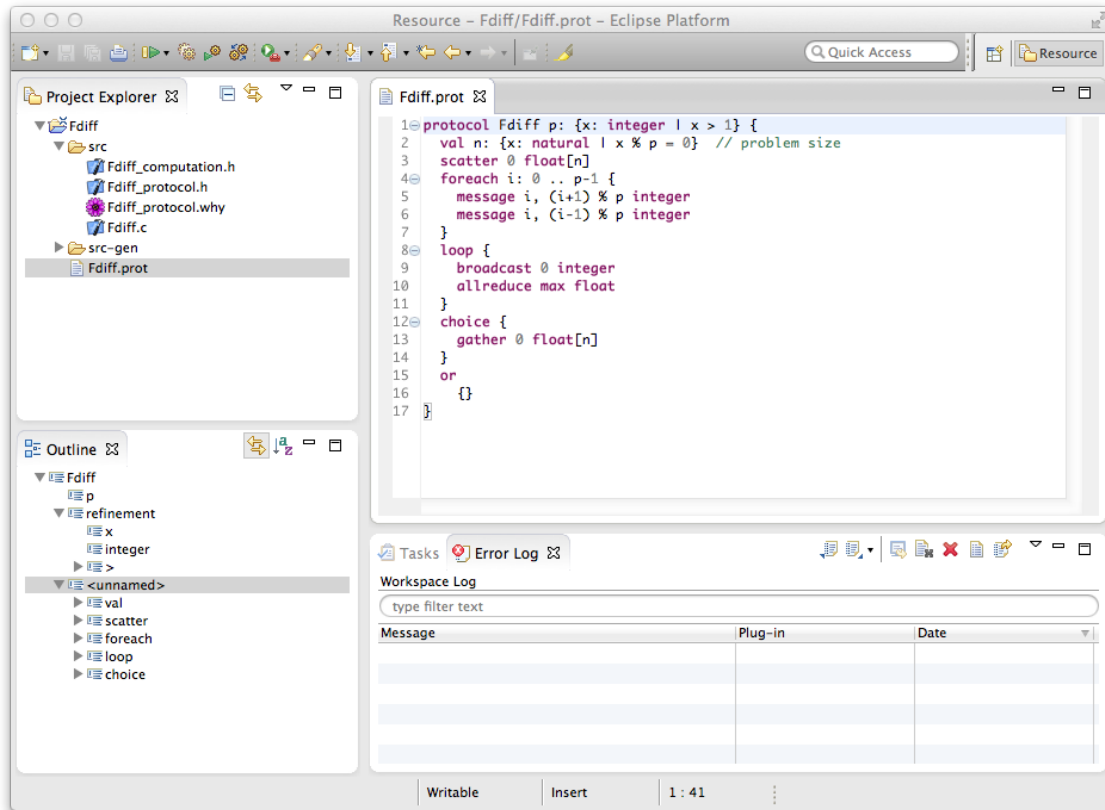 Resource – Fdiff/Fdiff.prot – Eclipse Platform
Quick Access
Resource
Project Explorer
Fdiff
src
Fdiff_computation.h
Fdiff_protocol.h
Fdiff_protocol.why
Fdiff.c
src-gen
Fdiff.prot
Fdiff.prot
1 protocol Fdiff p: {x: integer | x > 1} {
2 val n: {x: natural | x % p = 0} // problem size
3 scatter 0 float[n]
4 foreach i: 0 .. p-1 {
5 message i, (i+1) % p integer
6 message i, (i-1) % p integer
7 }
8 loop {
9 broadcast 0 integer
10 allreduce max float
11 }
12 choice {
13 gather 0 float[n]
14 }
15 or
16 {}
17 }
Outline
a
z
Fdiff
p
refinement
x
integer
>
<unnamed>
val
scatter
foreach
loop
choice
Tasks
Error Log
Workspace Log
type filter text
Message Plug-in Date
Writable Insert 1 : 41